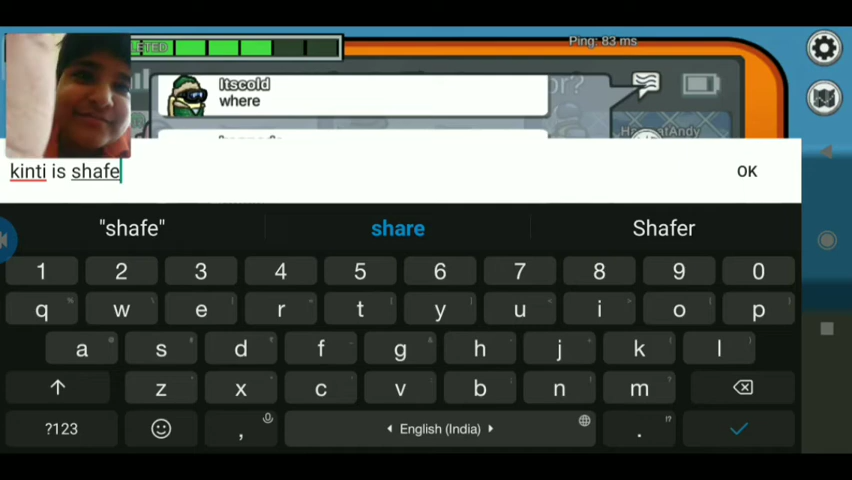 Ping: 83 ms
Itscold
where
kinti is shafe
OK
"shafe" share Shafer
1 2 3 4 5 6 7 8 9 0
q w e r t y u i o p
a s d f g h j k l
z x c v b n m
?123 , English (India) .